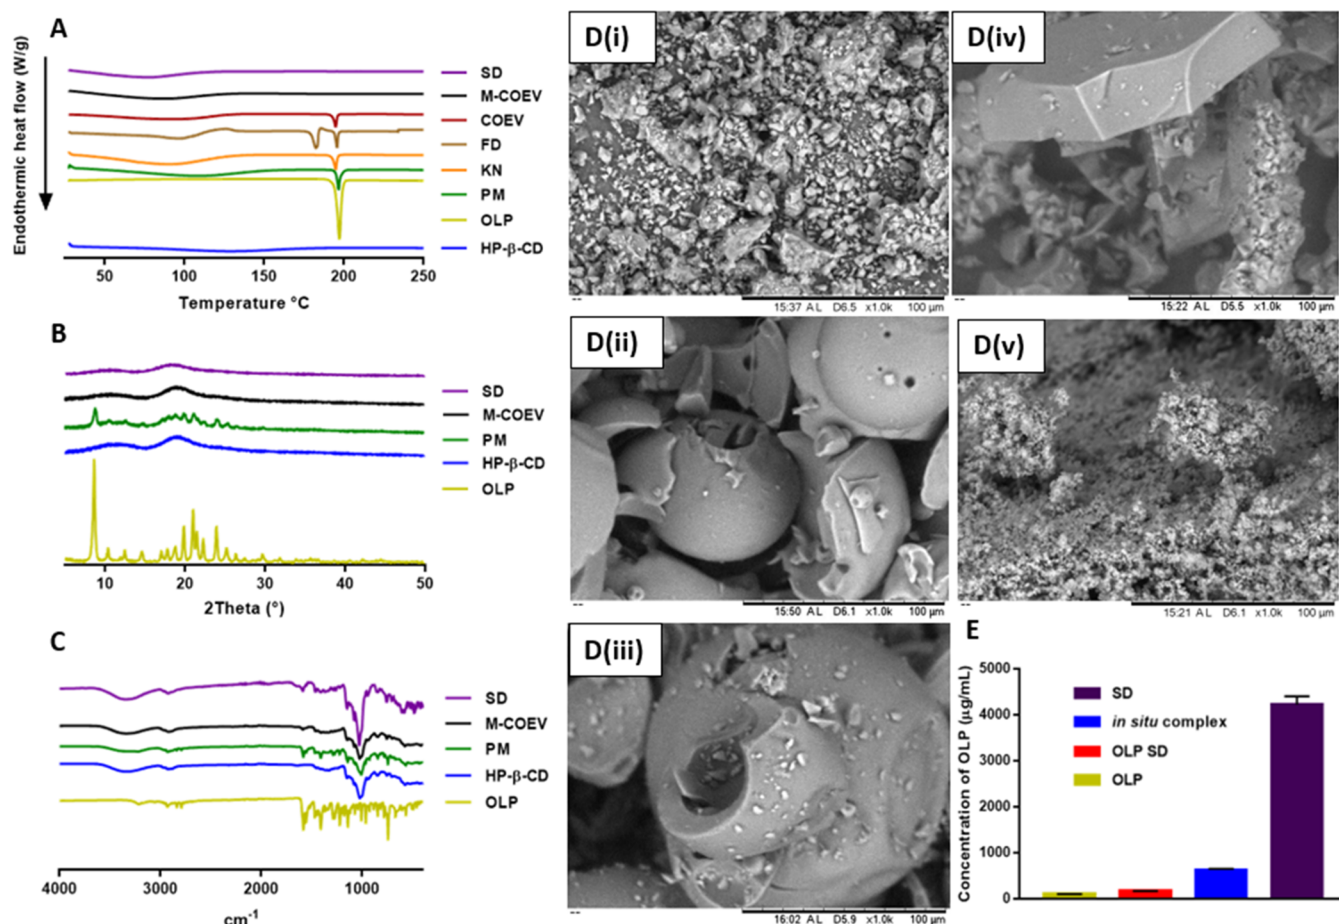 A
Endothermic heat flow (W/g)
SD
M-COEV
COEV
FD
KN
PM
OLP
HP-β-CD
50 100 150 200 250
Temperature °C
B
SD
M-COEV
PM
HP-β-CD
OLP
10 20 30 40 50
2Theta (°)
C
SD
M-COEV
PM
HP-β-CD
OLP
4000 3000 2000 1000
cm-1
D(i)
15:37 AL D6.5 x1.0k 100 µm
D(iv)
15:22 AL D5.5 x1.0k 100 µm
D(ii)
15:50 AL D6.1 x1.0k 100 µm
D(v)
15:21 AL D6.1 x1.0k 100 µm
D(iii)
16:02 AL D5.9 x1.0k 100 µm
E
Concentration of OLP (µg/mL)
5000
4000
3000
2000
1000
0
SD
in situ complex
OLP SD
OLP